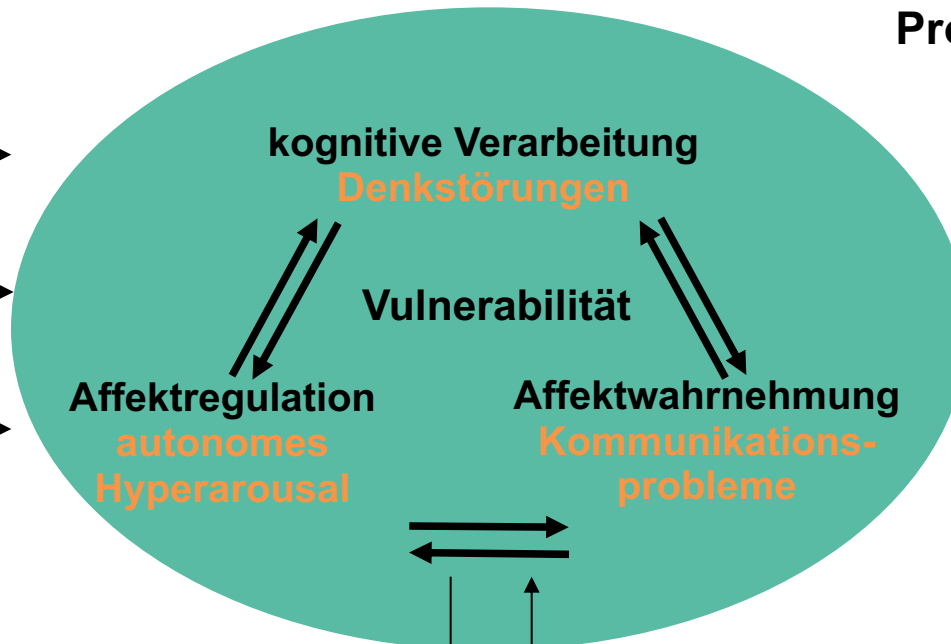 Pro
kognitive Verarbeitung
Denkstörungen
Vulnerabilität
Affektregulation
autonomes
Hyperarousal
Affektwahrnehmung
Kommunikations-
probleme